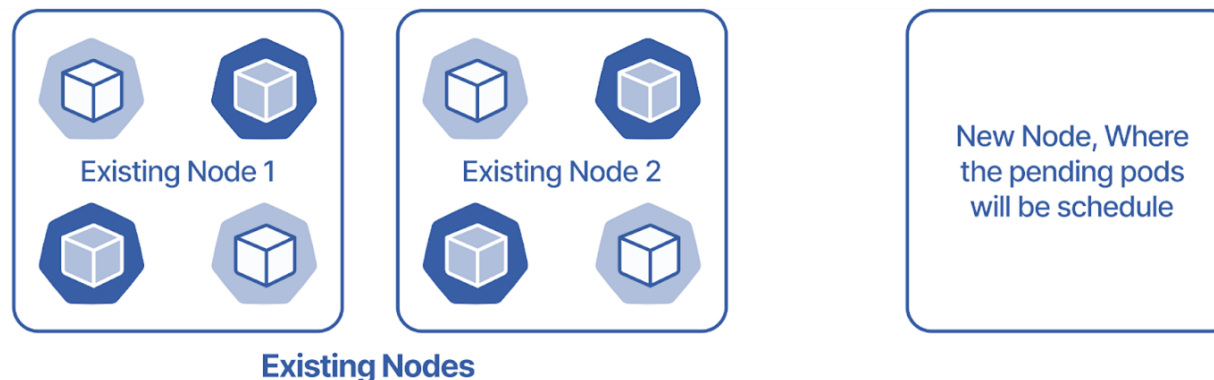 Existing Node 1
Existing Node 2
New Node, Where
the pending pods
will be schedule
Existing Nodes